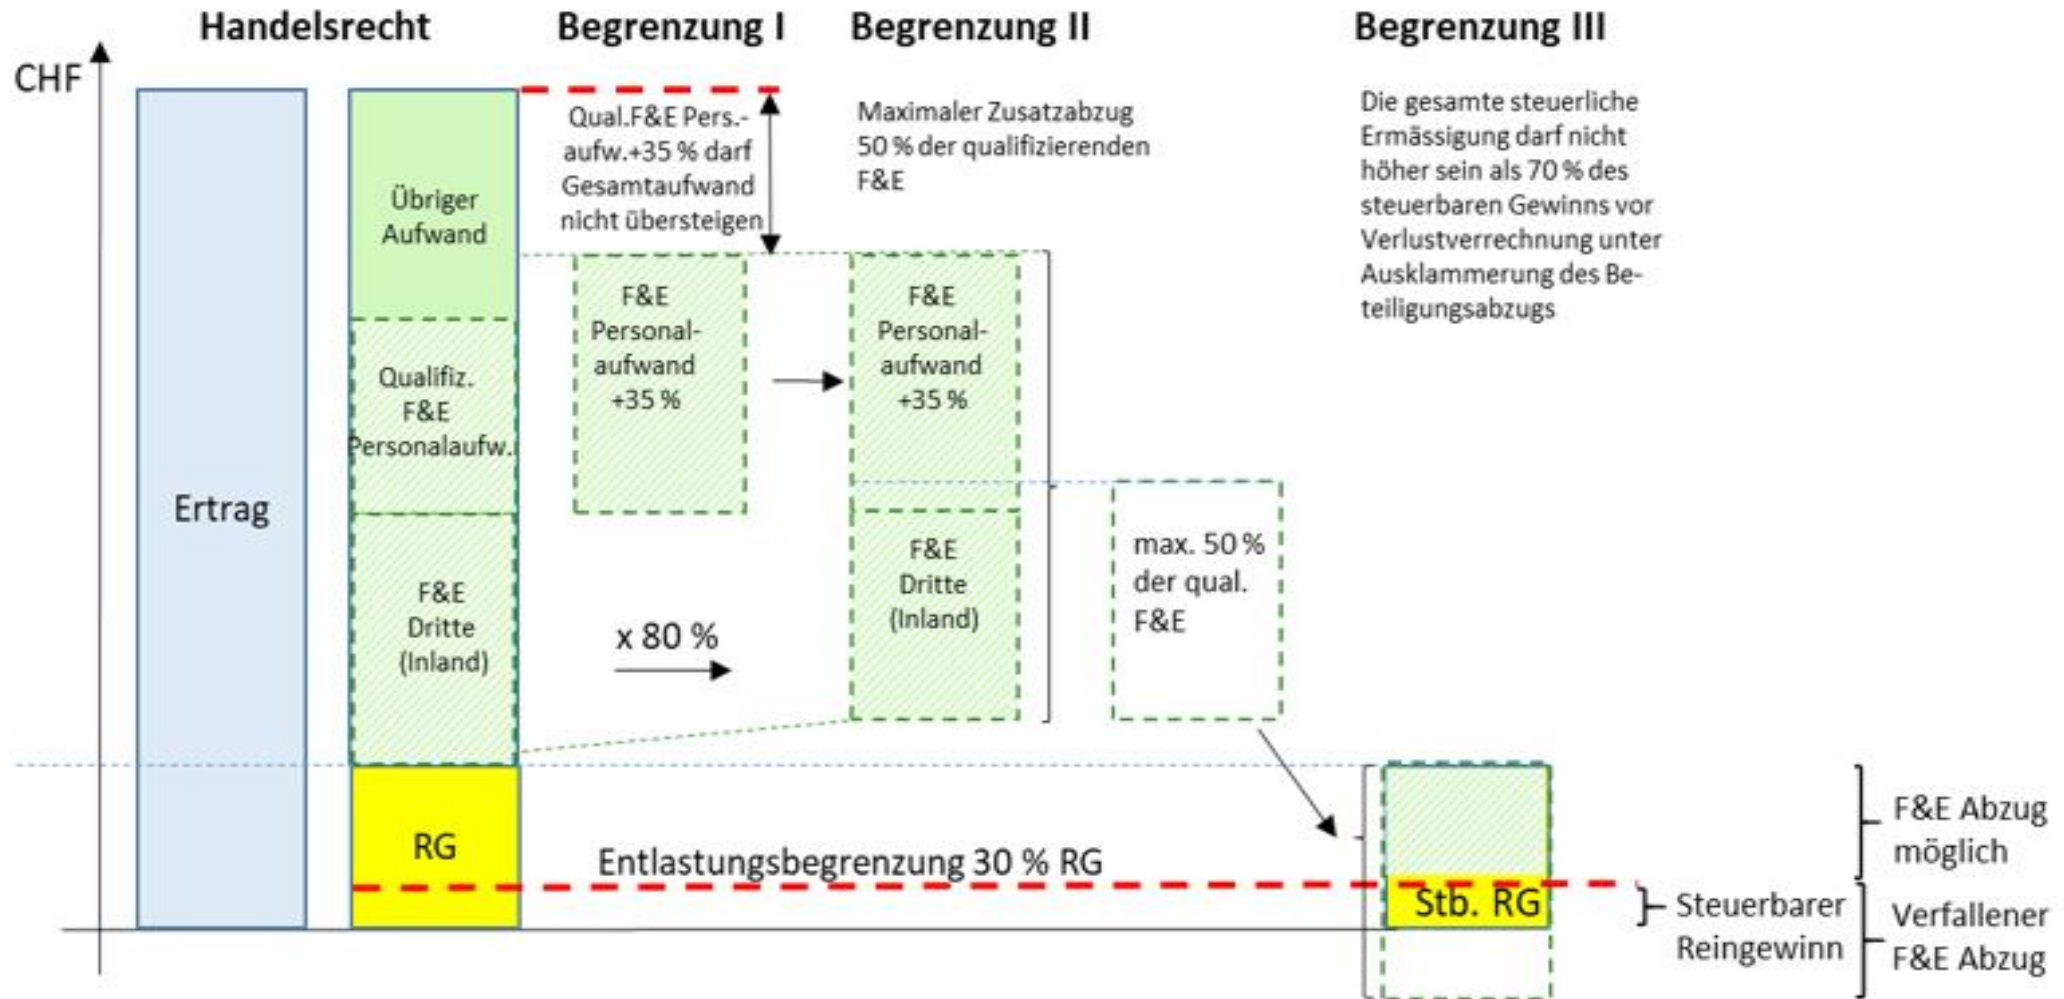 Handelsrecht
Begrenzung I
Begrenzung II
Begrenzung III
CHF
Ertrag
Übriger
Aufwand
Qualifiz.
F&E
Personalaufw.
F&E
Dritte
(Inland)
RG
Qual.F&E Pers.-
aufw.+35 % darf
Gesamtaufwand
nicht übersteigen
F&E
Personal-
aufwand
+35 %
x 80 %
Maximaler Zusatzabzug
50 % der qualifizierenden
F&E
F&E
Personal-
aufwand
+35 %
F&E
Dritte
(Inland)
max. 50 %
der qual.
F&E
Die gesamte steuerliche
Ermässigung darf nicht
höher sein als 70 % des
steuerbaren Gewinns vor
Verlustverrechnung unter
Ausklammerung des Be-
teiligungsabzugs
Entlastungsbegrenzung 30 % RG
Stb. RG
Steuerbarer
Reingewinn
F&E Abzug
möglich
Verfallener
F&E Abzug